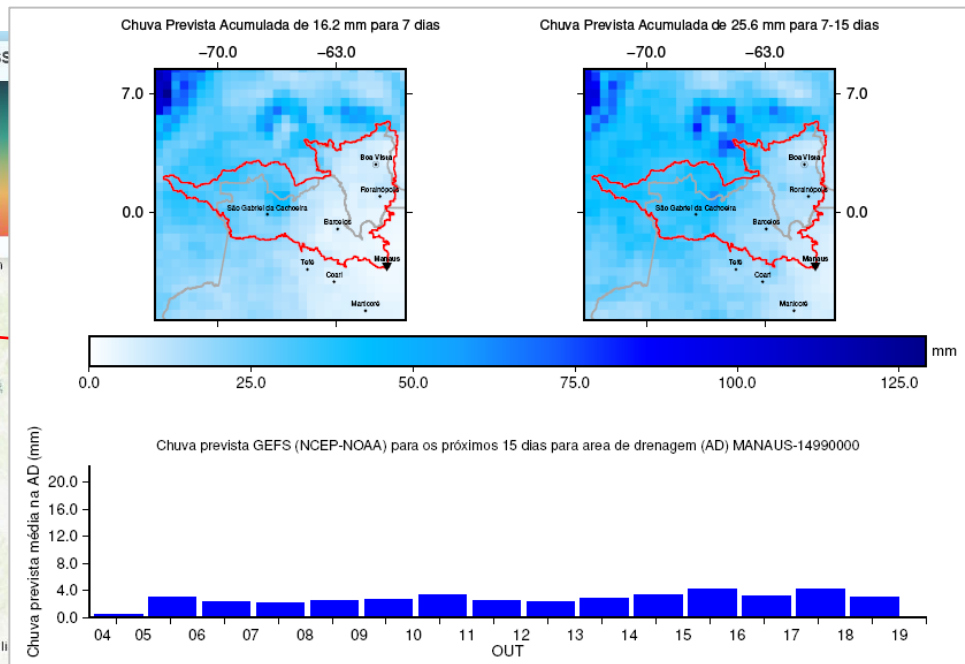 Chuva Prevista Acumulada de 16.2 mm para 7 dias
−70.0 −63.0
7.0
0.0
Boa Vista
Rorainópolis
São Gabriel da Cachoeira
Barcelos
Manaus
Tefé
Coari
Manicoré
Chuva Prevista Acumulada de 25.6 mm para 7-15 dias
−70.0 −63.0
7.0
0.0
Boa Vista
Rorainópolis
São Gabriel da Cachoeira
Barcelos
Manaus
Tefé
Coari
Manicoré
mm
0.0 25.0 50.0 75.0 100.0 125.0
Chuva prevista GEFS (NCEP-NOAA) para os próximos 15 dias para area de drenagem (AD) MANAUS-14990000
Chuva prevista média na AD (mm)
20.0
16.0
12.0
8.0
4.0
0.0
04 05 06 07 08 09 10 11 12 13 14 15 16 17 18 19
OUT